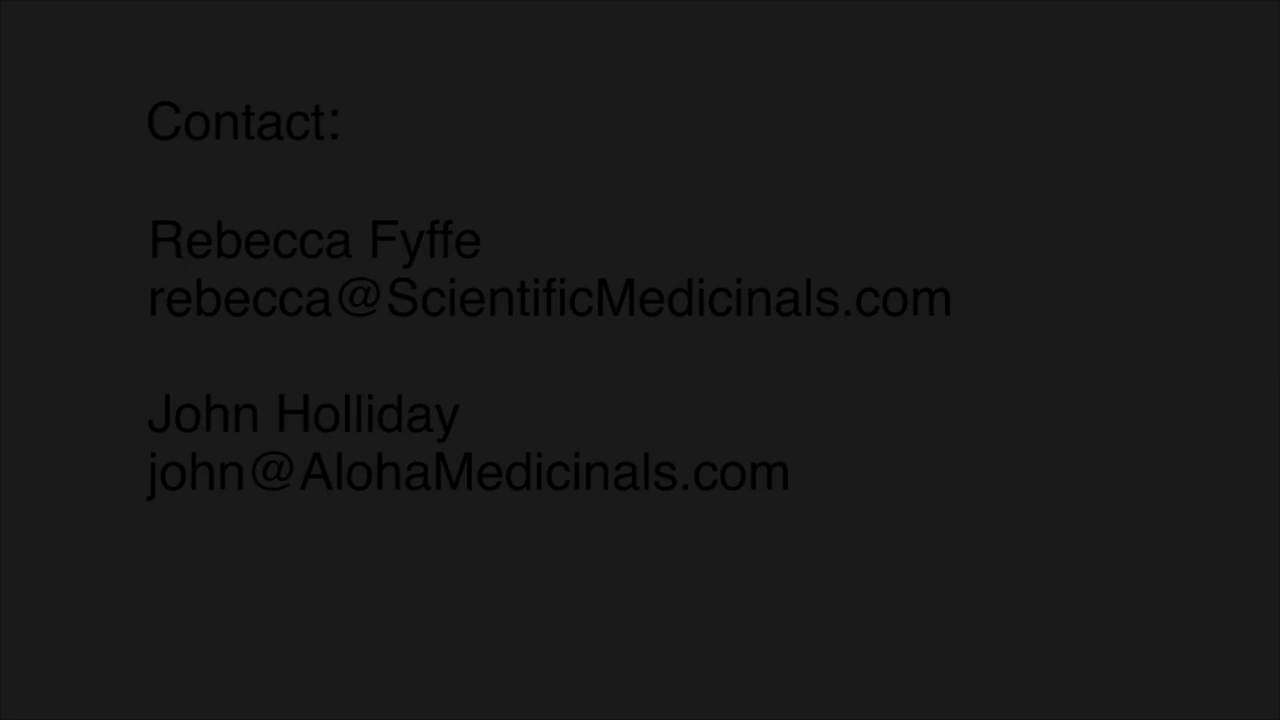 Contact:
Rebecca Fyffe
rebecca@ScientificMedicinals.com
John Holliday
john@AlohaMedicinals.com